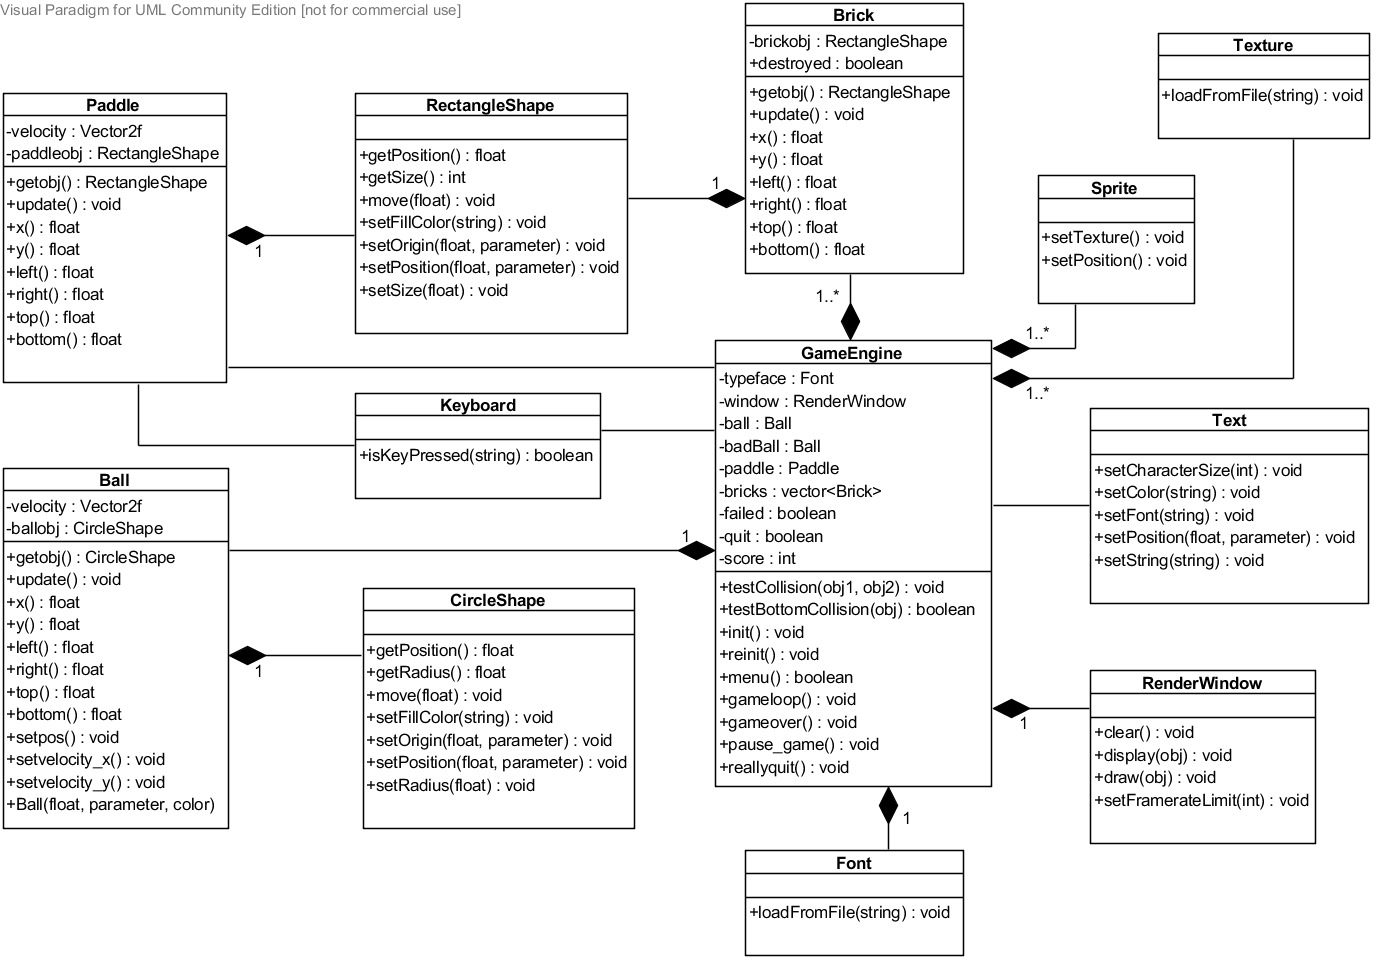 Visual Paradigm for UML Community Edition [not for commercial use]
Brick
-brickobj : RectangleShape
+destroyed : boolean
+getobj() : RectangleShape
+update() : void
+x() : float
+y() : float
+left() : float
+right() : float
+top() : float
+bottom() : float
Texture
+loadFromFile(string) : void
Paddle
-velocity : Vector2f
-paddleobj : RectangleShape
+getobj() : RectangleShape
+update() : void
+x() : float
+y() : float
+left() : float
+right() : float
+top() : float
+bottom() : float
1
RectangleShape
+getPosition() : float
+getSize() : int
+move(float) : void
+setFillColor(string) : void
+setOrigin(float, parameter) : void
+setPosition(float, parameter) : void
+setSize(float) : void
1
Sprite
+setTexture() : void
+setPosition() : void
1..*
1..*
1..*
GameEngine
-typeface : Font
-window : RenderWindow
-ball : Ball
-badBall : Ball
-paddle : Paddle
-bricks : vector<Brick>
-failed : boolean
-quit : boolean
-score : int
+testCollision(obj1, obj2) : void
+testBottomCollision(obj) : boolean
+init() : void
+reinit() : void
+menu() : boolean
+gameloop() : void
+gameover() : void
+pause_game() : void
+reallyquit() : void
Keyboard
+isKeyPressed(string) : boolean
Text
+setCharacterSize(int) : void
+setColor(string) : void
+setFont(string) : void
+setPosition(float, parameter) : void
+setString(string) : void
Ball
-velocity : Vector2f
-ballobj : CircleShape
+getobj() : CircleShape
+update() : void
+x() : float
+y() : float
+left() : float
+right() : float
+top() : float
+bottom() : float
+setpos() : void
+setvelocity_x() : void
+setvelocity_y() : void
+Ball(float, parameter, color)
1
1
CircleShape
+getPosition() : float
+getRadius() : float
+move(float) : void
+setFillColor(string) : void
+setOrigin(float, parameter) : void
+setPosition(float, parameter) : void
+setRadius(float) : void
RenderWindow
+clear() : void
+display(obj) : void
+draw(obj) : void
+setFramerateLimit(int) : void
1
1
Font
+loadFromFile(string) : void